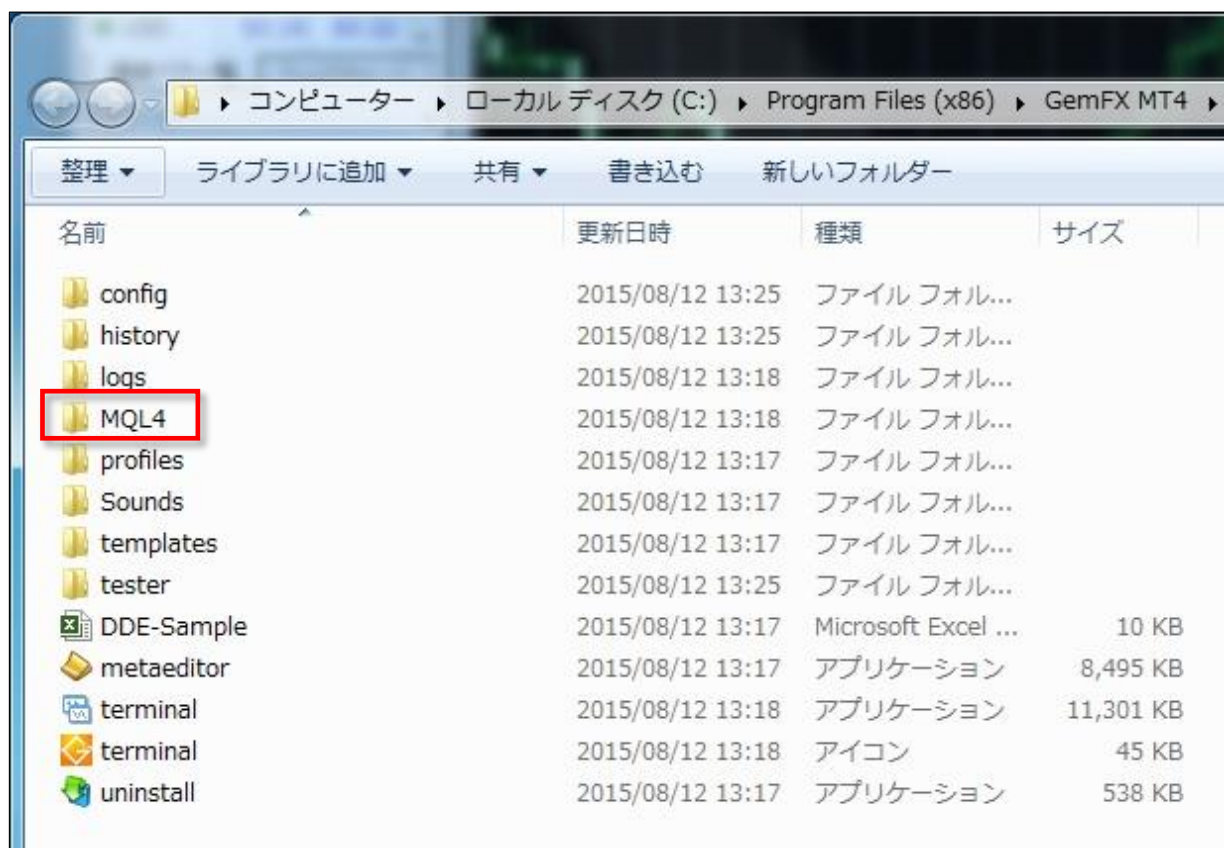 コンピューター ローカル ディスク (C:) Program Files (x86) GemFX MT4
整理 ライブラリに追加 共有 書き込む 新しいフォルダー
名前 更新日時 種類 サイズ
config 2015/08/12 13:25 ファイル フォル...
history 2015/08/12 13:25 ファイル フォル...
logs 2015/08/12 13:18 ファイル フォル...
MQL4 2015/08/12 13:18 ファイル フォル...
profiles 2015/08/12 13:17 ファイル フォル...
Sounds 2015/08/12 13:17 ファイル フォル...
templates 2015/08/12 13:17 ファイル フォル...
tester 2015/08/12 13:25 ファイル フォル...
DDE-Sample 2015/08/12 13:17 Microsoft Excel ... 10 KB
metaeditor 2015/08/12 13:17 アプリケーション 8,495 KB
terminal 2015/08/12 13:18 アプリケーション 11,301 KB
terminal 2015/08/12 13:18 アイコン 45 KB
uninstall 2015/08/12 13:17 アプリケーション 538 KB